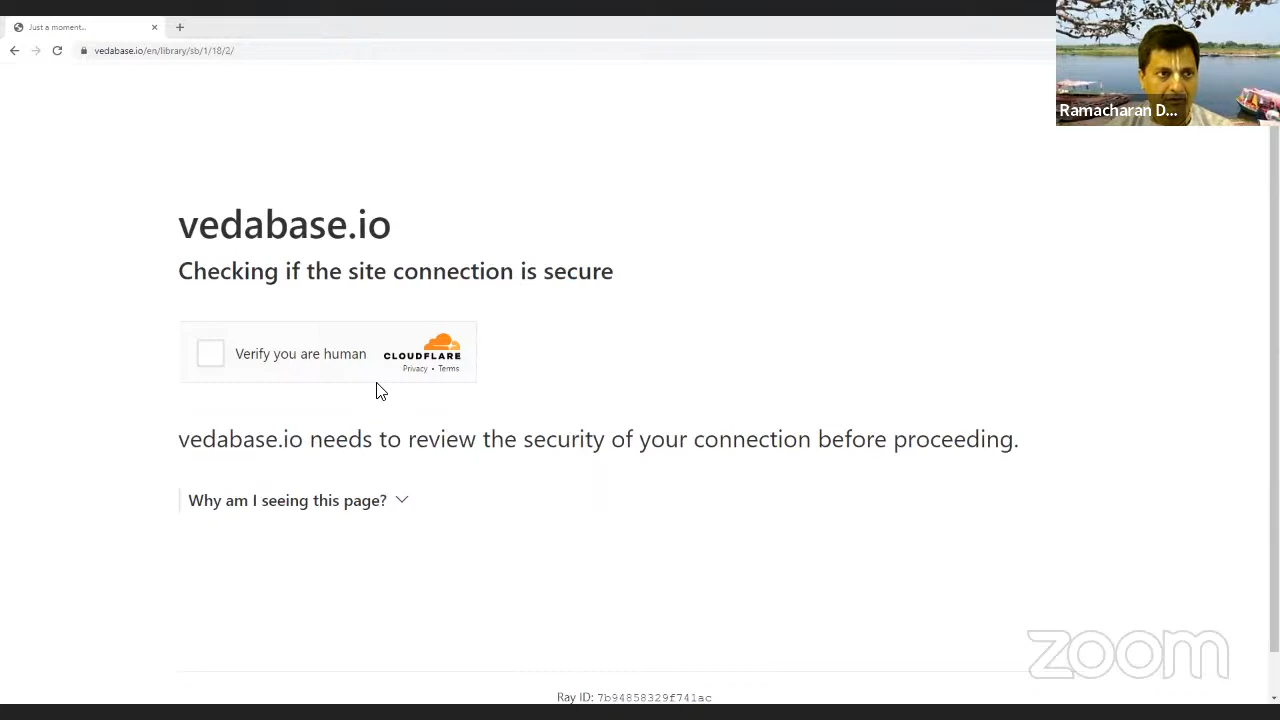 Just a moment...
vedabase.io/en/library/sb/1/18/2/
Ramacharan D...
vedabase.io
Checking if the site connection is secure
Verify you are human
CLOUDFLARE
Privacy • Terms
vedabase.io needs to review the security of your connection before proceeding.
Why am I seeing this page?
zoom
Ray ID: 7b94858329f741ac